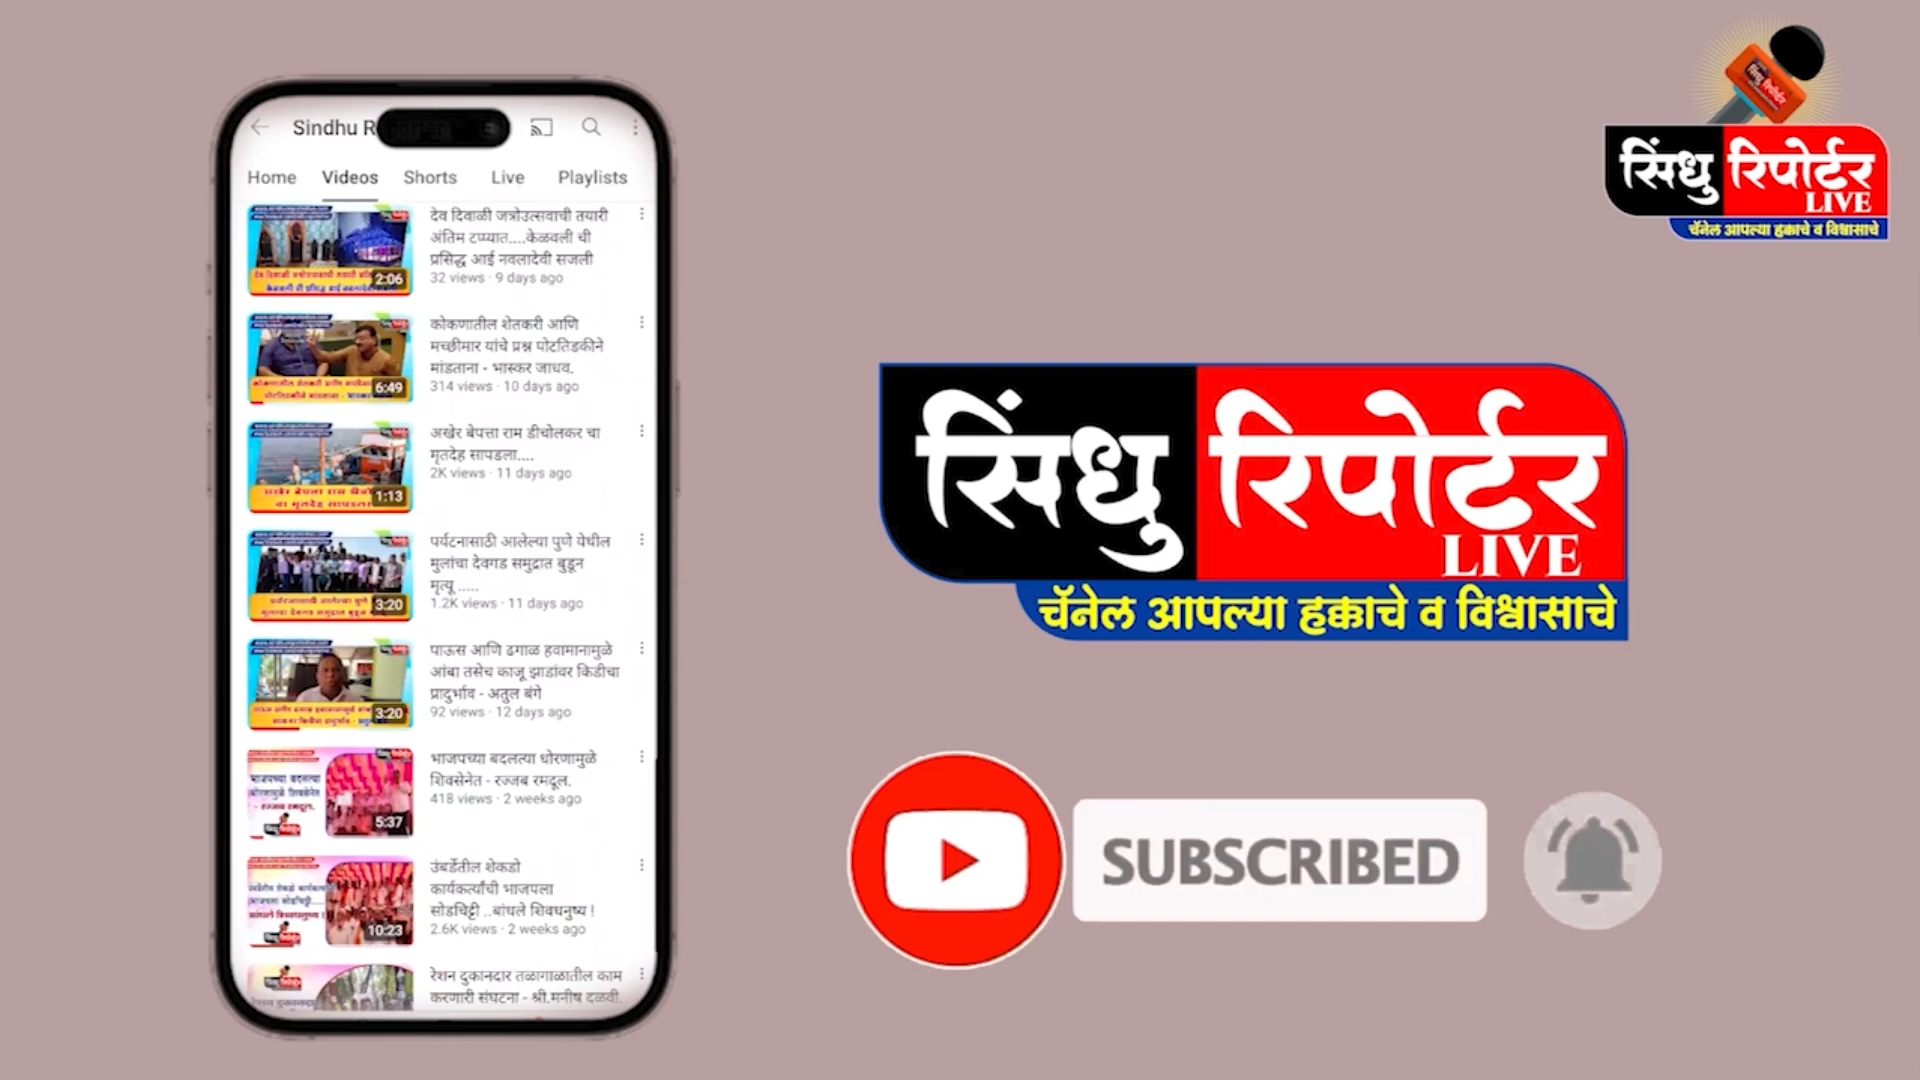 Sindhu Reporter
Home Videos Shorts Live Playlists
देव दिवाळी जत्रोउत्सवाची तयारी
अंतिम टप्प्यात....केळवली ची
प्रसिद्ध आई नवलादेवी सजली
32 views · 9 days ago
2:06
कोकणातील शेतकरी आणि
मच्छीमार यांचे प्रश्न पोटतिडकीने
मांडताना - भास्कर जाधव.
314 views · 10 days ago
6:49
अखेर बेपत्ता राम डीचोलकर चा
मृतदेह सापडला....
2K views · 11 days ago
1:13
पर्यटनासाठी आलेल्या पुणे येथील
मुलांचा देवगड समुद्रात बुडून
मृत्यू .....
1.2K views · 11 days ago
3:20
पाऊस आणि ढगाळ हवामानामुळे
आंबा तसेच काजू झाडांवर किडीचा
प्रादुर्भाव - अतुल बंगे
92 views · 12 days ago
3:20
भाजपच्या बदलत्या धोरणामुळे
शिवसेनेत - रज्जब रमदूल.
418 views · 2 weeks ago
5:37
उंबर्डेतील शेकडो
कार्यकर्त्यांची भाजपला
सोडचिट्टी ..बांधले शिवधनुष्य !
2.6K views · 2 weeks ago
10:23
रेशन दुकानदार तळागाळातील काम
करणारी संघटना - श्री.मनीष दळवी.
सिंधु रिपोर्टर
LIVE
चॅनेल आपल्या हक्काचे व विश्वासाचे
सिंधु रिपोर्टर
LIVE
चॅनेल आपल्या हक्काचे व विश्वासाचे
SUBSCRIBED